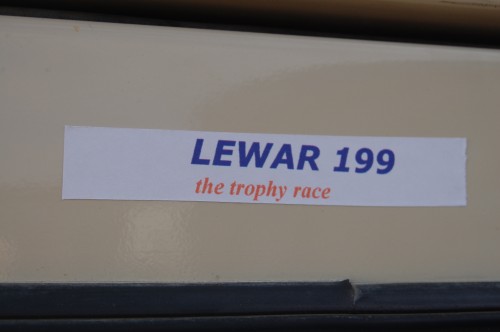 LEWAR 199
the trophy race